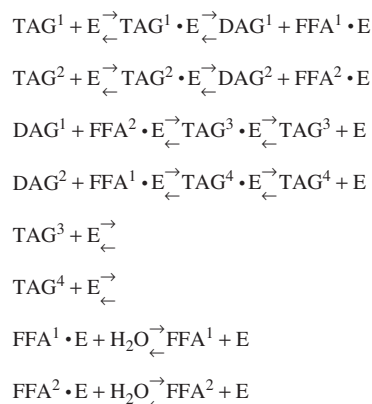 TAG¹ + E ⇄ TAG¹ • E ⇄ DAG¹ + FFA¹ • E
TAG² + E ⇄ TAG² • E ⇄ DAG² + FFA² • E
DAG¹ + FFA² • E ⇄ TAG³ • E ⇄ TAG³ + E
DAG² + FFA¹ • E ⇄ TAG⁴ • E ⇄ TAG⁴ + E
TAG³ + E ⇄
TAG⁴ + E ⇄
FFA¹ • E + H₂O ⇄ FFA¹ + E
FFA² • E + H₂O ⇄ FFA² + E